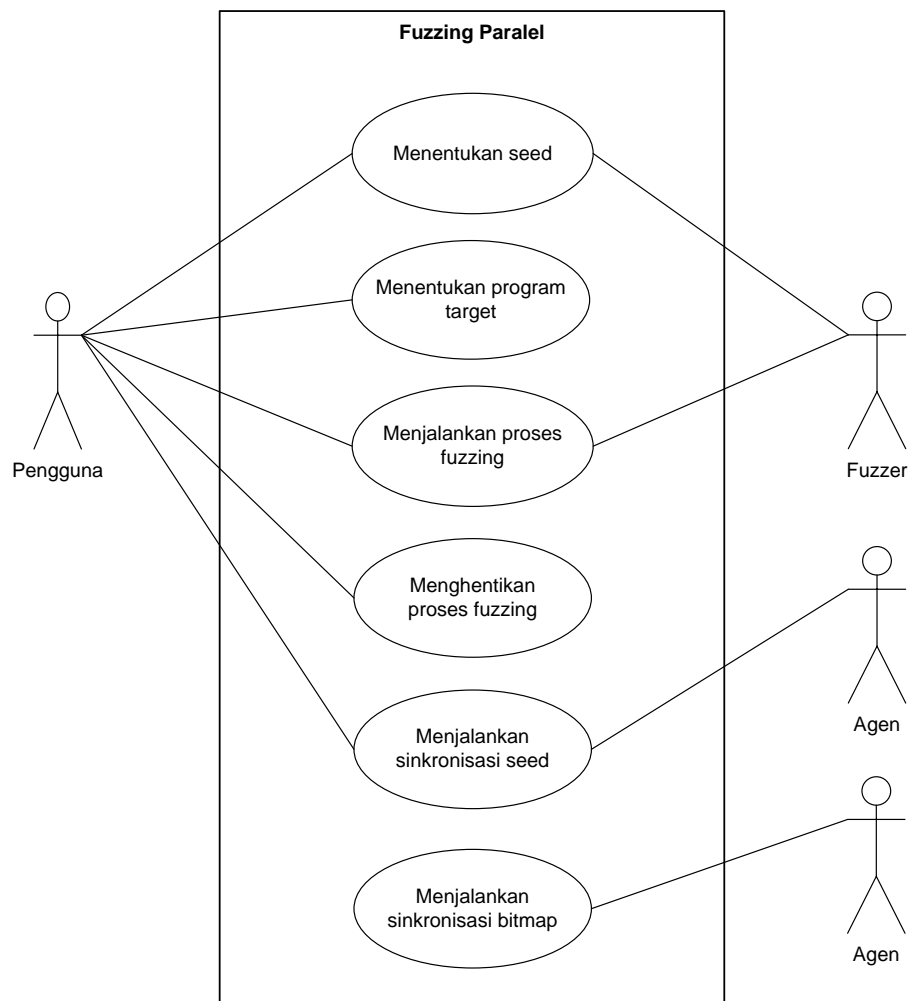 Fuzzing Paralel
Menentukan seed
Menentukan program
target
Menjalankan proses
fuzzing
Pengguna
Fuzzer
Menghentikan
proses fuzzing
Menjalankan
sinkronisasi seed
Agen
Menjalankan
sinkronisasi bitmap
Agen